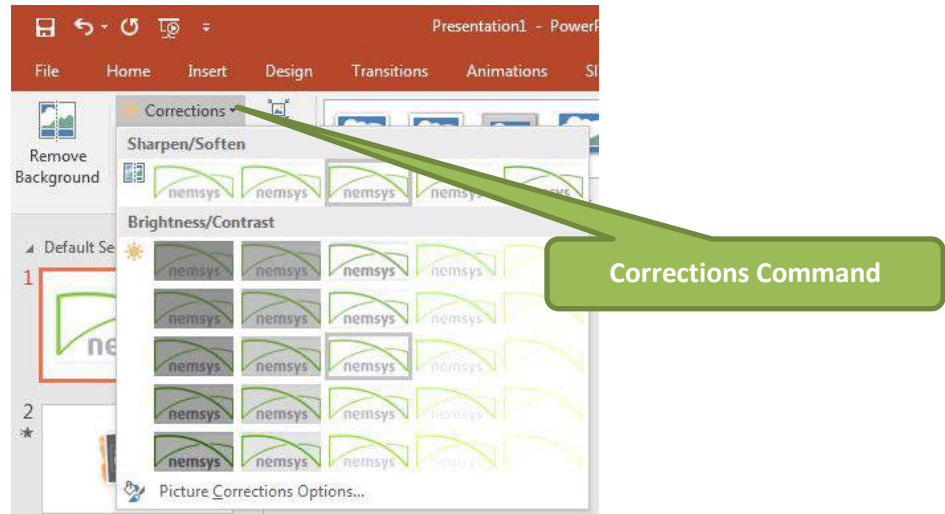 Presentation1 - PowerP
File Home Insert Design Transitions Animations Sl
Corrections
Remove
Background
Sharpen/Soften
nemsys nemsys nemsys nemsys nemsys
Brightness/Contrast
Default Se
nemsys nemsys nemsys nemsys
1
nemsys nemsys nemsys nemsys
ne
nemsys nemsys nemsys nemsys
2
nemsys nemsys nemsys nemsys
nemsys nemsys nemsys nemsys
Picture Corrections Options...
Corrections Command